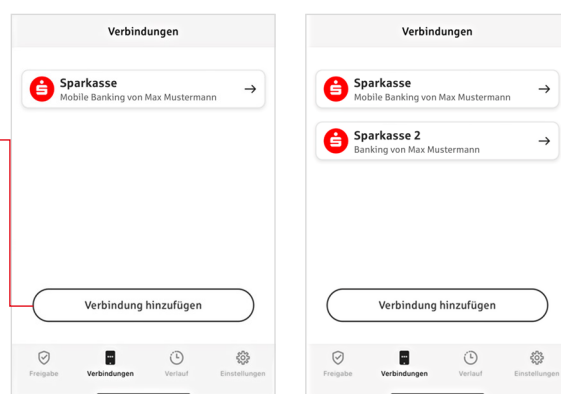 Verbindungen
Sparkasse
Mobile Banking von Max Mustermann
Verbindung hinzufügen
Freigabe
Verbindungen
Verlauf
Einstellungen
Verbindungen
Sparkasse
Mobile Banking von Max Mustermann
Sparkasse 2
Banking von Max Mustermann
Verbindung hinzufügen
Freigabe
Verbindungen
Verlauf
Einstellungen